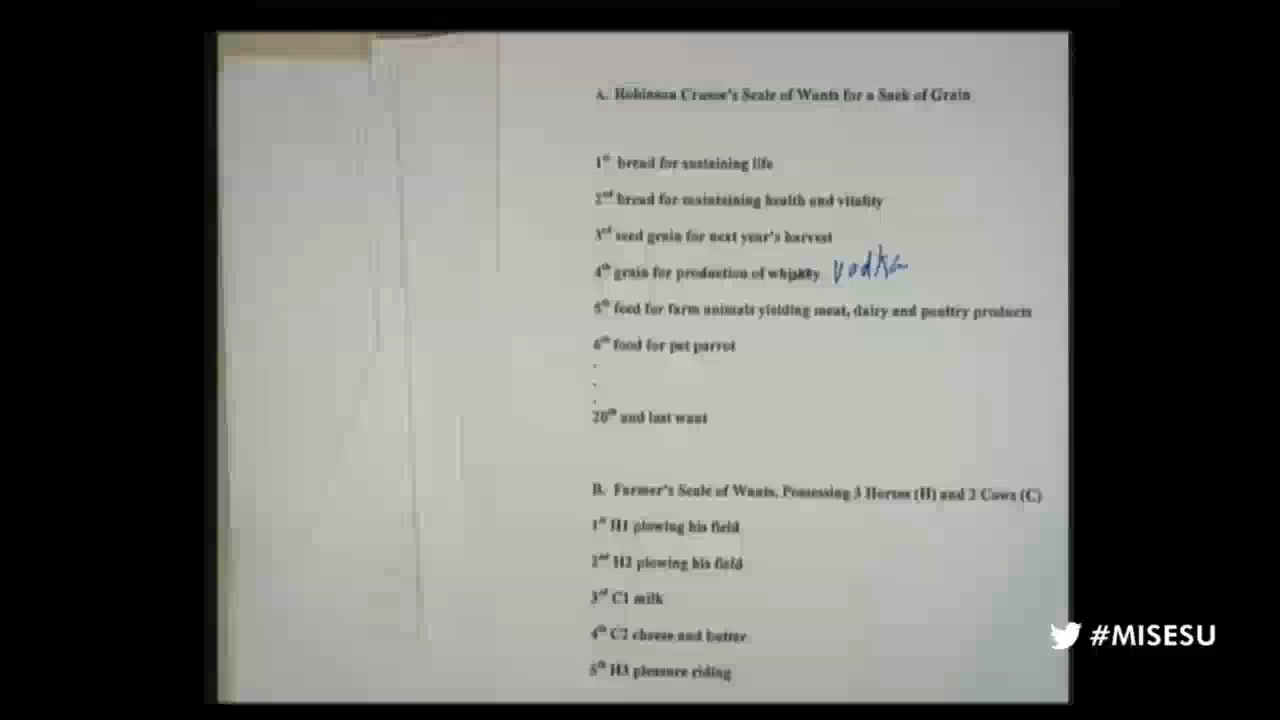 A. Robinson Crusoe's Scale of Wants for a Sack of Grain
1st bread for sustaining life
2nd bread for maintaining health and vitality
3rd seed grain for next year's harvest
4th grain for production of whiskey vodka
5th feed for farm animals yielding meat, dairy and poultry products
6th food for pet parrot
.
.
.
20th and last want
B. Farmer's Scale of Wants, Possessing 3 Horses (H) and 2 Cows (C)
1st H1 plowing his field
2nd H2 plowing his field
3rd C1 milk
4th C2 cheese and butter
5th H3 pleasure riding
#MISESU